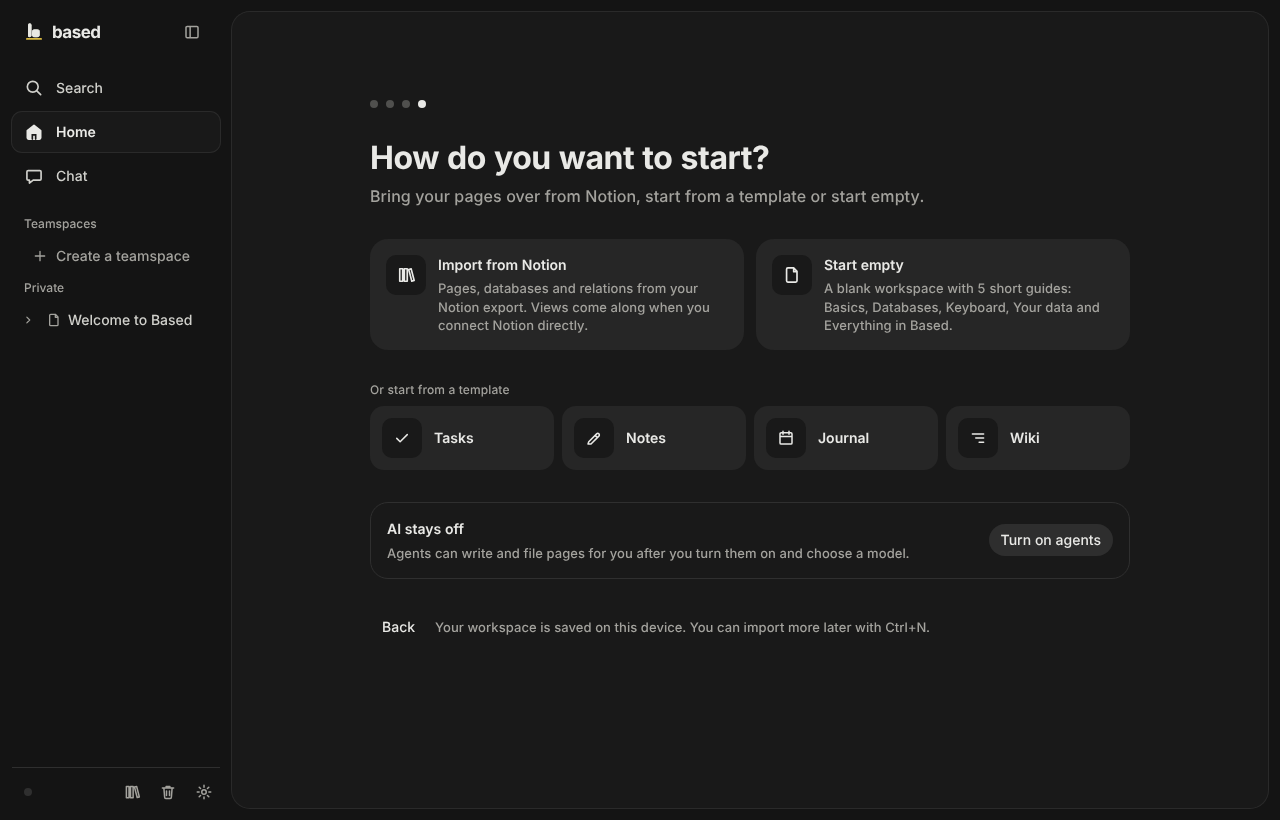 based
Search
Home
Chat
Teamspaces
Create a teamspace
Private
Welcome to Based
How do you want to start?
Bring your pages over from Notion, start from a template or start empty.
Import from Notion
Pages, databases and relations from your
Notion export. Views come along when you
connect Notion directly.
Start empty
A blank workspace with 5 short guides:
Basics, Databases, Keyboard, Your data and
Everything in Based.
Or start from a template
Tasks
Notes
Journal
Wiki
AI stays off
Agents can write and file pages for you after you turn them on and choose a model.
Turn on agents
Back
Your workspace is saved on this device. You can import more later with Ctrl+N.